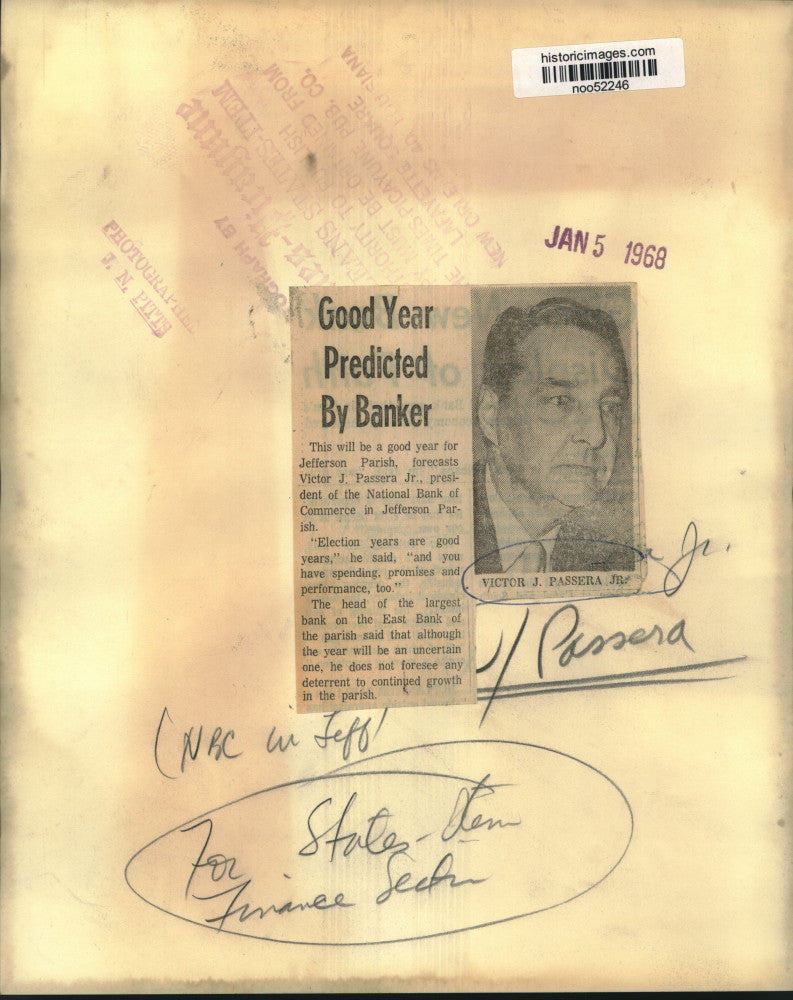 historicimages.com
noo52246
JAN 5 1968
PHOTOGRAPHER
J. N. PITTS
Good Year
Predicted
By Banker
This will be a good year for
Jefferson Parish, forecasts
Victor J. Passera Jr., presi-
dent of the National Bank of
Commerce in Jefferson Par-
ish.
"Election years are good
years," he said, "and you
have spending, promises and
performance, too."
The head of the largest
bank on the East Bank of
the parish said that although
the year will be an uncertain
one, he does not foresee any
deterrent to continued growth
in the parish.
VICTOR J. PASSERA JR.
Jr.
Passera
(NBC in Jeff)
For States-Item
Finance Section